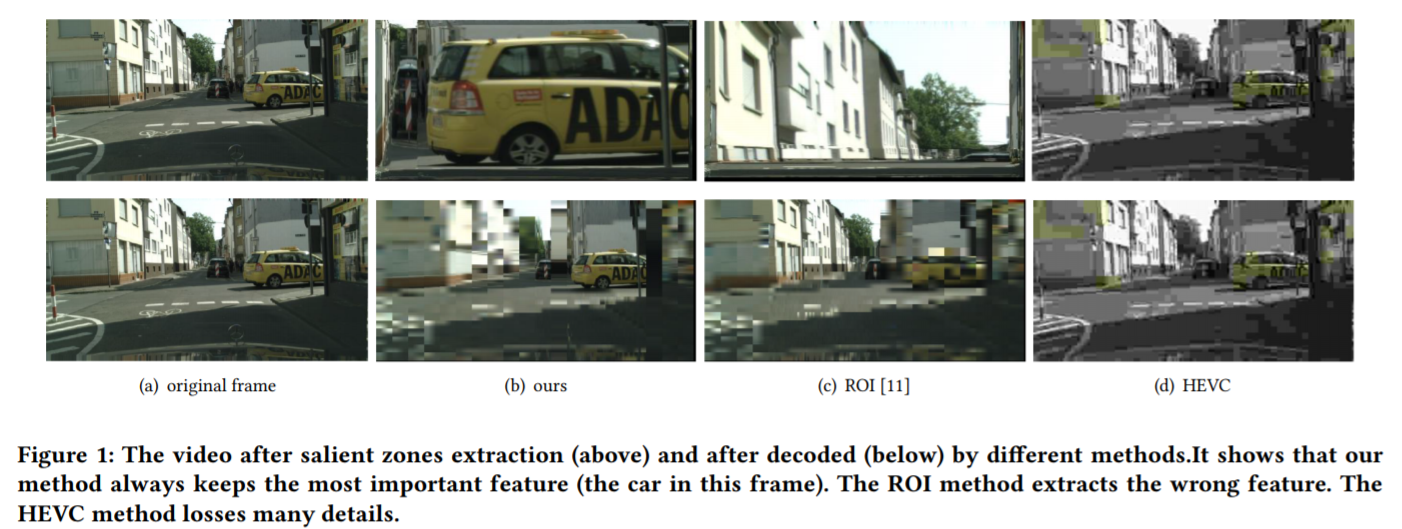 ADAC
ADAC
ADAC
ADAC
ADAC
ADAC
(a) original frame
(b) ours
(c) ROI [11]
(d) HEVC
Figure 1: The video after salient zones extraction (above) and after decoded (below) by different methods.It shows that our
method always keeps the most important feature (the car in this frame). The ROI method extracts the wrong feature. The
HEVC method losses many details.